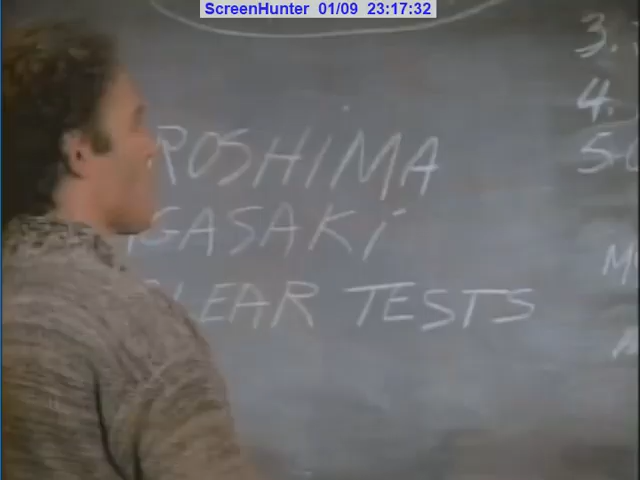 ScreenHunter 01/09 23:17:32
3.
4.
ROSHIMA
5.
GASAKI
LEAR TESTS